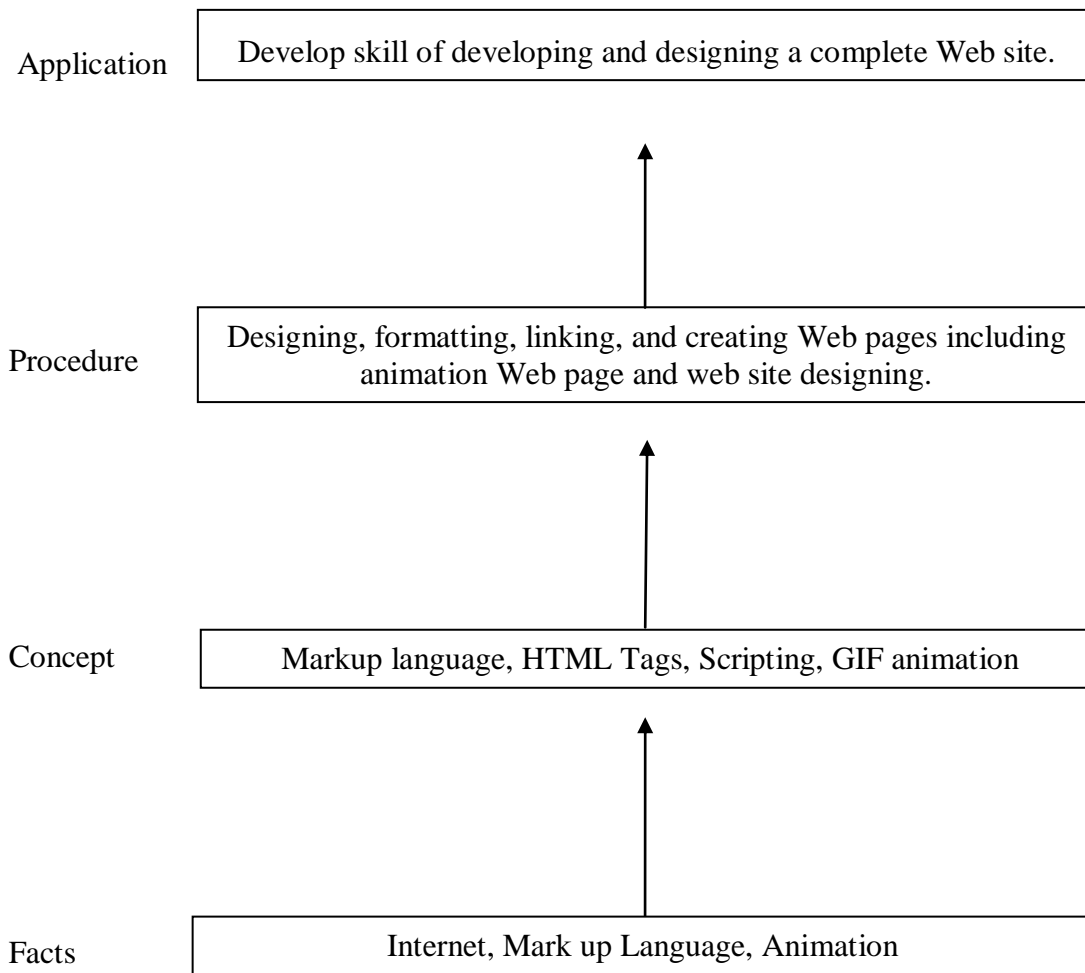 Application
Develop skill of developing and designing a complete Web site.
Procedure
Designing, formatting, linking, and creating Web pages including
animation Web page and web site designing.
Concept
Markup language, HTML Tags, Scripting, GIF animation
Facts
Internet, Mark up Language, Animation